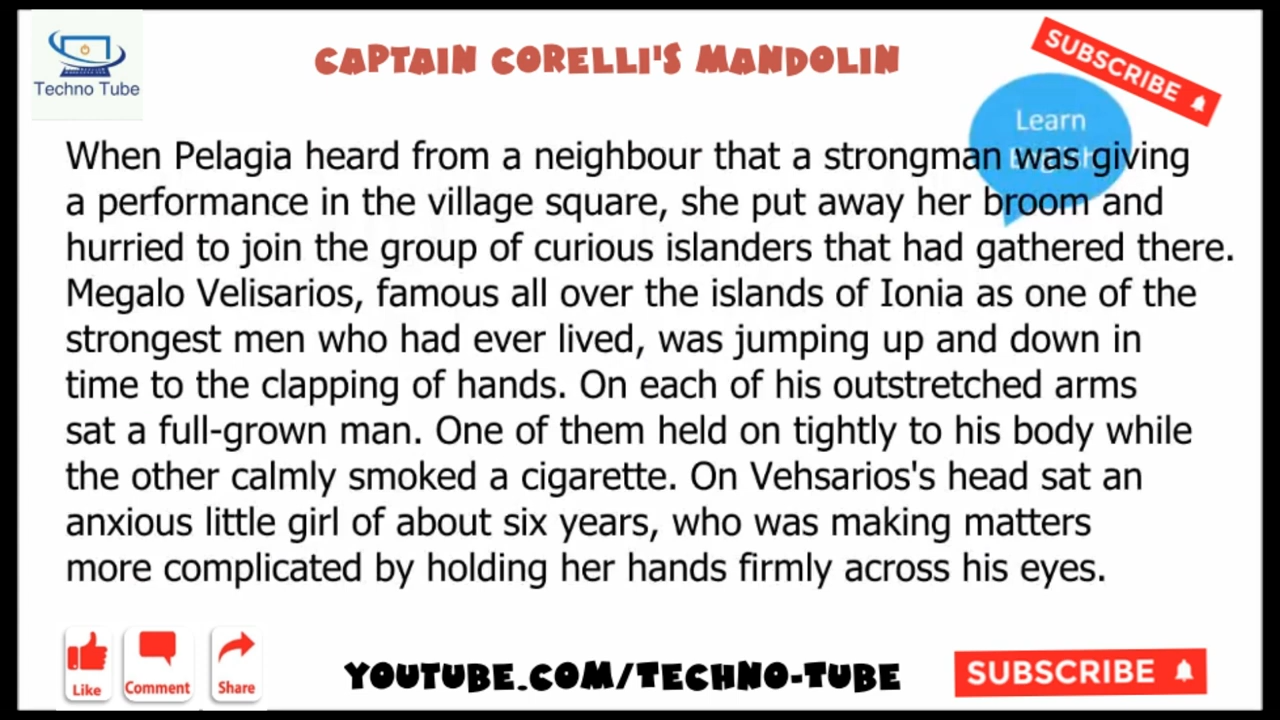 Techno Tube
CAPTAIN CORELLI'S MANDOLIN
SUBSCRIBE
Learn
English
When Pelagia heard from a neighbour that a strongman was giving
a performance in the village square, she put away her broom and
hurried to join the group of curious islanders that had gathered there.
Megalo Velisarios, famous all over the islands of Ionia as one of the
strongest men who had ever lived, was jumping up and down in
time to the clapping of hands. On each of his outstretched arms
sat a full-grown man. One of them held on tightly to his body while
the other calmly smoked a cigarette. On Vehsarios's head sat an
anxious little girl of about six years, who was making matters
more complicated by holding her hands firmly across his eyes.
Like
Comment
Share
YOUTUBE.COM/TECHNO-TUBE
SUBSCRIBE